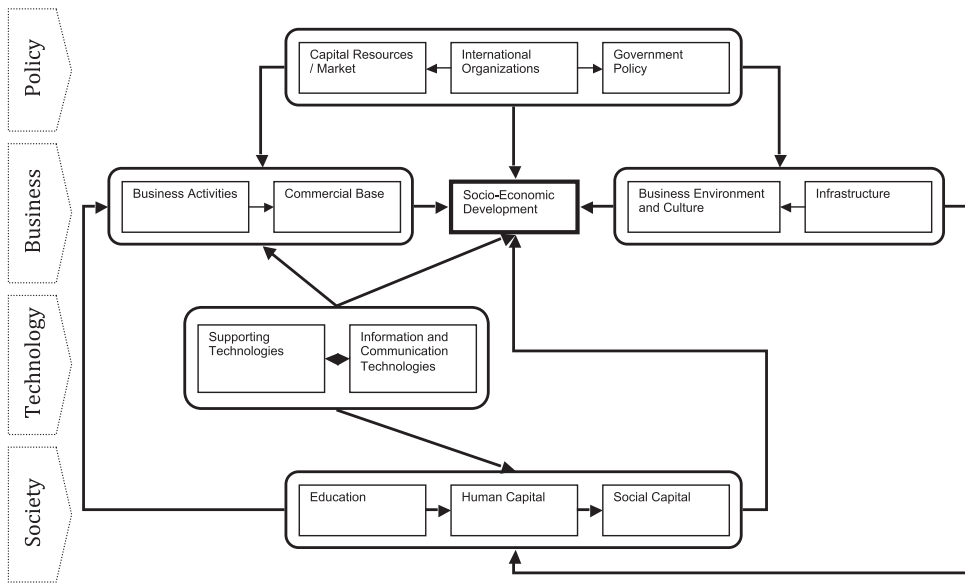 Policy
Capital Resources
/ Market
International
Organizations
Government
Policy
Business
Business Activities
Commercial Base
Socio-Economic
Development
Business Environment
and Culture
Infrastructure
Technology
Supporting
Technologies
Information and
Communication
Technologies
Society
Education
Human Capital
Social Capital